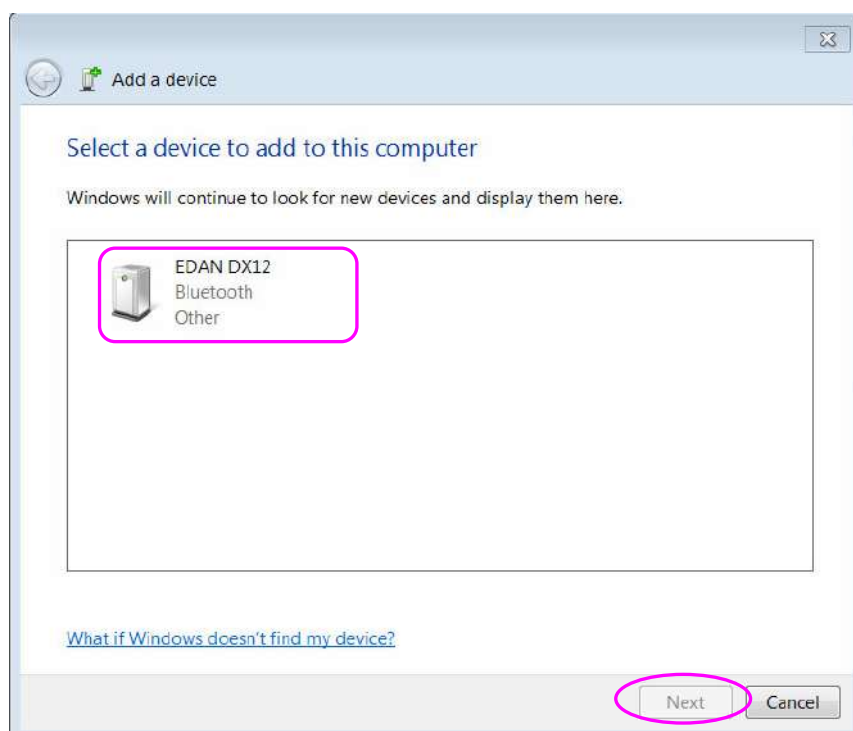 Add a device
Select a device to add to this computer
Windows will continue to look for new devices and display them here.
EDAN DX12
Bluetooth
Other
What if Windows doesn't find my device?
Next
Cancel